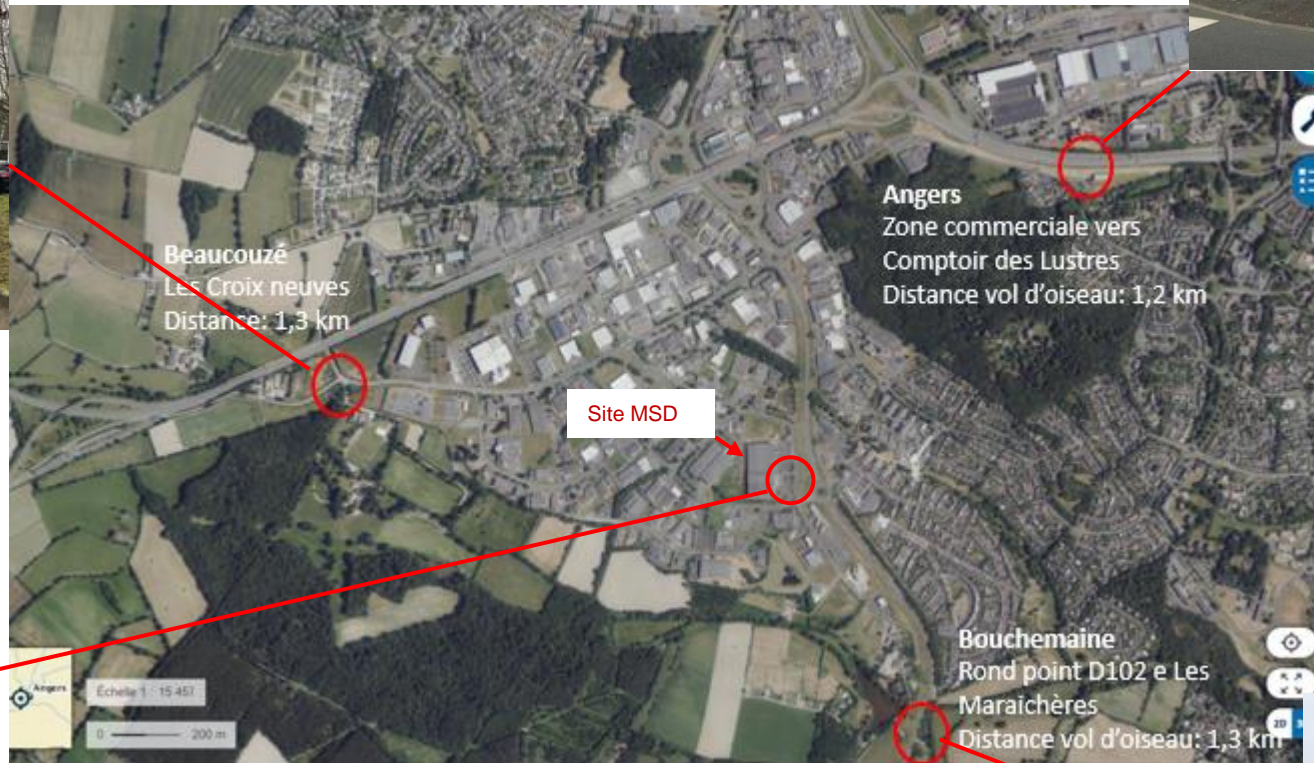 Angers
Zone commerciale vers
Comptoir des Lustres
Distance vol d'oiseau: 1,2 km
Beaucouzé
Les Croix neuves
Distance: 1,3 km
Site MSD
Bouchemaine
Rond point D102 e Les
Maraichères
Distance vol d'oiseau: 1,3 km
Angers
Échelle 1 : 15 457
0 200 m
2D 3